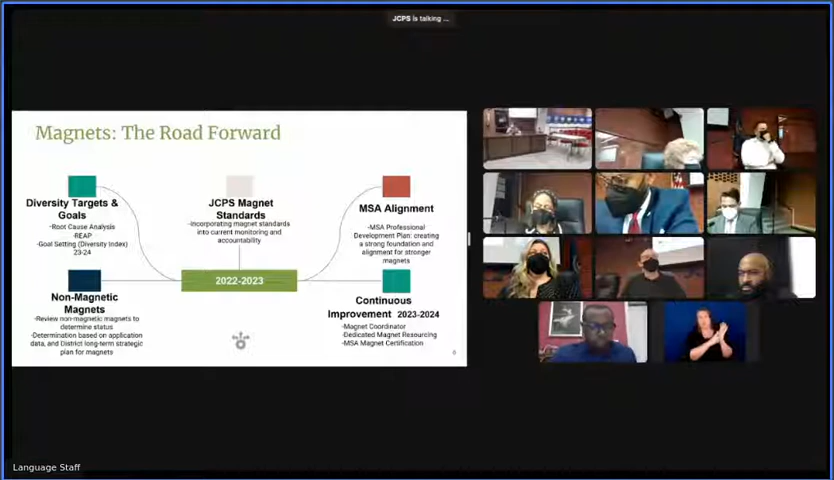 JCPS is talking ...
Magnets: The Road Forward
Diversity Targets &
Goals
-Root Cause Analysis
-REAP
-Goal Setting (Diversity Index)
23-24
JCPS Magnet
Standards
-Incorporating magnet standards
into current monitoring and
accountability
MSA Alignment
-MSA Professional
Development Plan: creating
a strong foundation and
alignment for stronger
magnets
2022-2023
Non-Magnetic
Magnets
-Review non-magnetic magnets to
determine status
-Determination based on application
data, and District long-term strategic
plan for magnets
Continuous
Improvement 2023-2024
-Magnet Coordinator
-Dedicated Magnet Resourcing
-MSA Magnet Certification
Language Staff